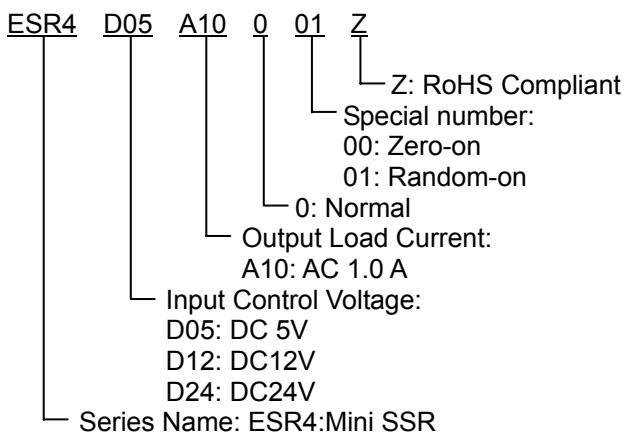 ESR4 D05 A10 0 01 Z
Z: RoHS Compliant
Special number:
00: Zero-on
01: Random-on
0: Normal
Output Load Current:
A10: AC 1.0 A
Input Control Voltage:
D05: DC 5V
D12: DC12V
D24: DC24V
Series Name: ESR4:Mini SSR